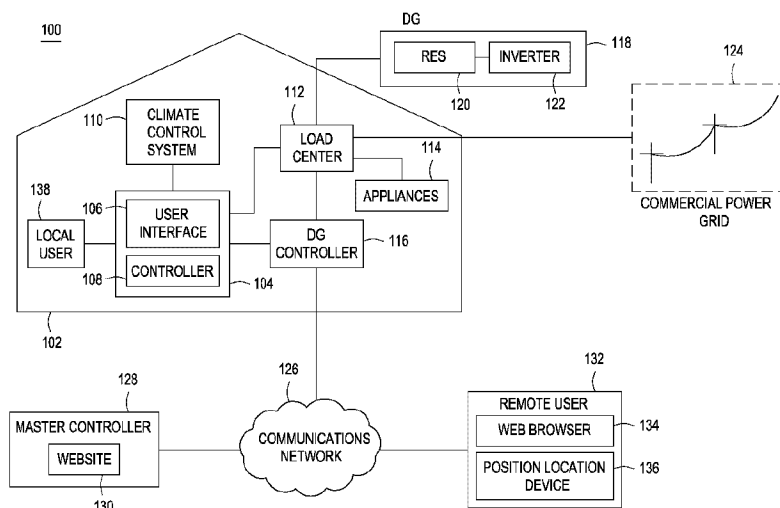 100
DG
118
RES
INVERTER
120
122
124
COMMERCIAL POWER
GRID
110
CLIMATE
CONTROL
SYSTEM
112
LOAD
CENTER
114
APPLIANCES
138
LOCAL
USER
106
USER
INTERFACE
108
CONTROLLER
104
DG
CONTROLLER
116
102
126
COMMUNICATIONS
NETWORK
128
MASTER CONTROLLER
WEBSITE
130
132
REMOTE USER
WEB BROWSER
134
POSITION LOCATION
DEVICE
136